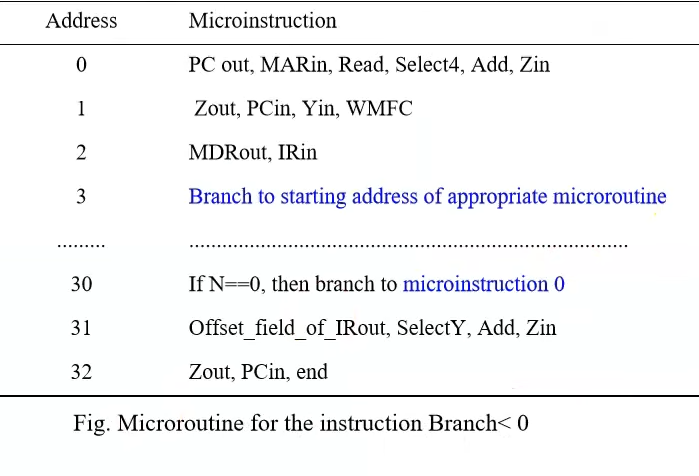 Address Microinstruction
0 PC out, MARin, Read, Select4, Add, Zin
1 Zout, PCin, Yin, WMFC
2 MDRout, IRin
3 Branch to starting address of appropriate microroutine
......... .................................................................................
30 If N==0, then branch to microinstruction 0
31 Offset_field_of_IRout, SelectY, Add, Zin
32 Zout, PCin, end
Fig. Microroutine for the instruction Branch< 0